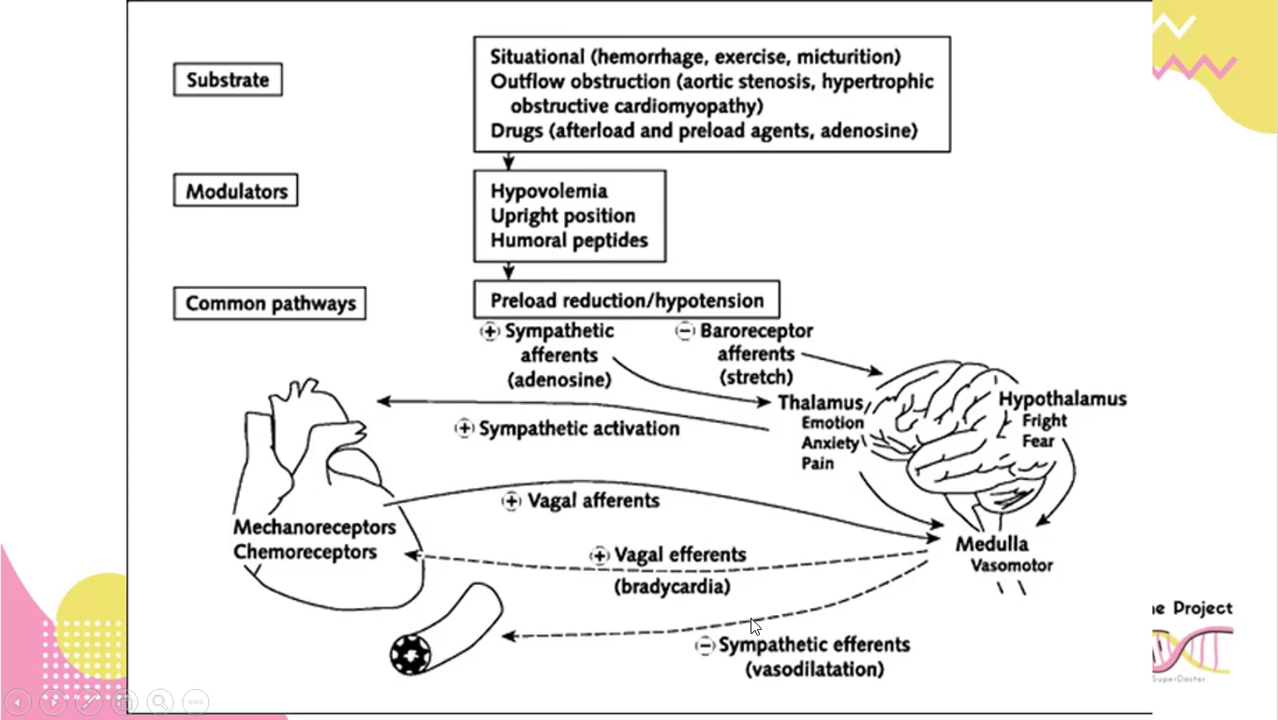 Substrate
Situational (hemorrhage, exercise, micturition)
Outflow obstruction (aortic stenosis, hypertrophic
obstructive cardiomyopathy)
Drugs (afterload and preload agents, adenosine)
Modulators
Hypovolemia
Upright position
Humoral peptides
Common pathways
Preload reduction/hypotension
+ Sympathetic
afferents
(adenosine)
− Baroreceptor
afferents
(stretch)
Thalamus
Emotion
Anxiety
Pain
Hypothalamus
Fright
Fear
+ Sympathetic activation
+ Vagal afferents
Mechanoreceptors
Chemoreceptors
+ Vagal efferents
(bradycardia)
Medulla
Vasomotor
− Sympathetic efferents
(vasodilatation)
ne Project
SuperDoctor